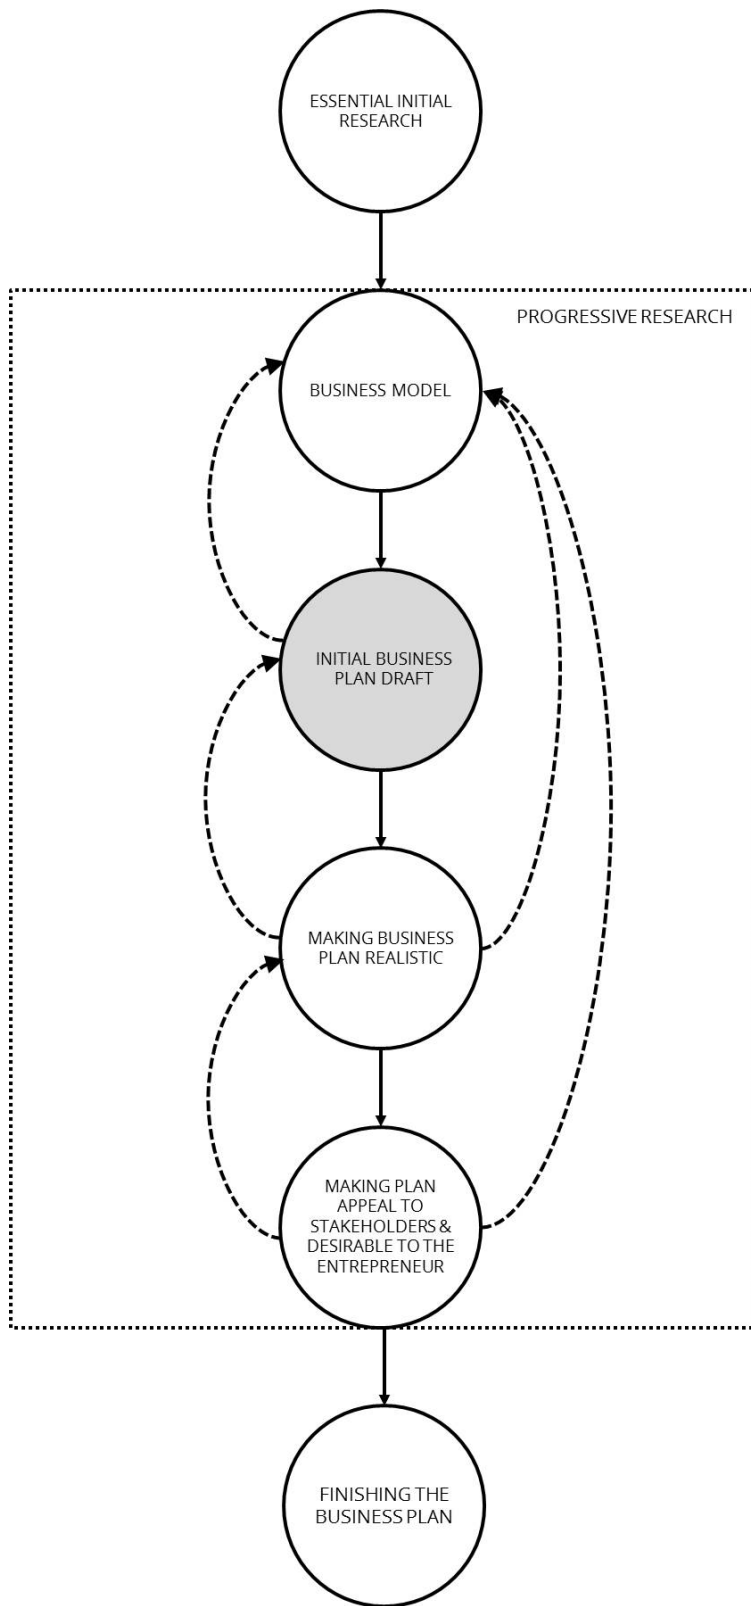 ESSENTIAL INITIAL
RESEARCH
PROGRESSIVE RESEARCH
BUSINESS MODEL
INITIAL BUSINESS
PLAN DRAFT
MAKING BUSINESS
PLAN REALISTIC
MAKING PLAN
APPEAL TO
STAKEHOLDERS &
DESIRABLE TO THE
ENTREPRENEUR
FINISHING THE
BUSINESS PLAN